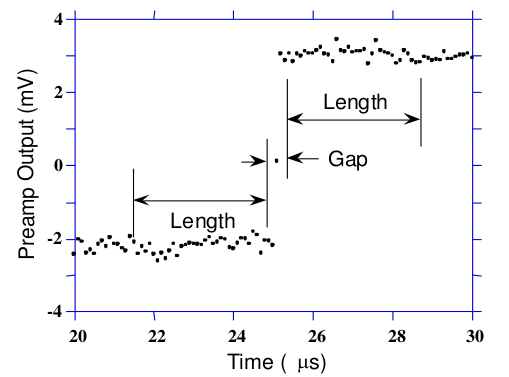 4
2
0
-2
-4
Preamp Output (mV)
Length
Gap
Length
20 22 24 26 28 30
Time ( μs)